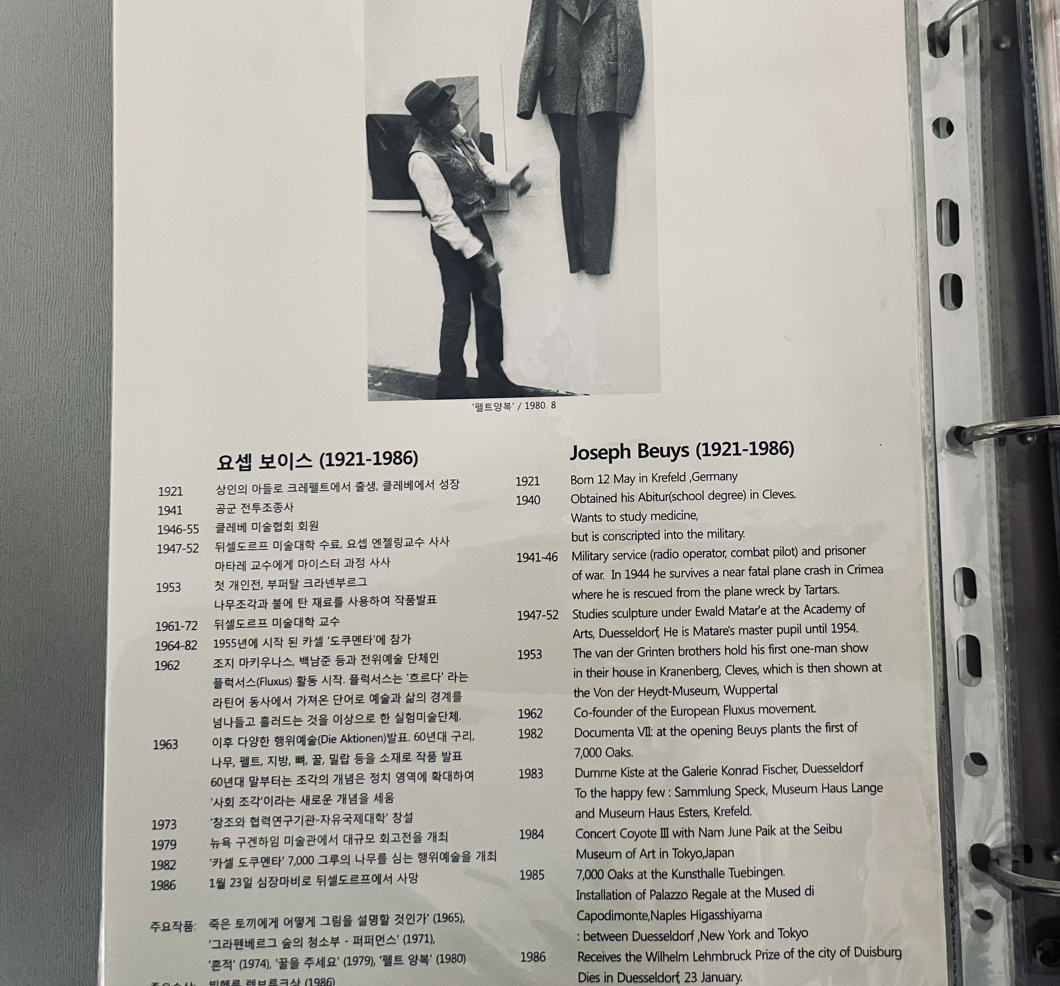 '펠트양복' / 1980. 8
요셉 보이스 (1921-1986)
1921 상인의 아들로 크레펠트에서 출생, 클레베에서 성장
1941 공군 전투조종사
1946-55 클레베 미술협회 회원
1947-52 뒤셀도르프 미술대학 수료, 요셉 엔젤링교수 사사
마타레 교수에게 마이스터 과정 사사
1953 첫 개인전, 부퍼탈 크라넨부르그
나무조각과 불에 탄 재료를 사용하여 작품발표
1961-72 뒤셀도르프 미술대학 교수
1964-82 1955년에 시작 된 카셀 '도쿠멘타'에 참가
1962 조지 마키우나스, 백남준 등과 전위예술 단체인
플럭서스(Fluxus) 활동 시작. 플럭서스는 '흐르다' 라는
라틴어 동사에서 가져온 단어로 예술과 삶의 경계를
넘나들고 흘러드는 것을 이상으로 한 실험미술단체.
1963 이후 다양한 행위예술(Die Aktionen)발표. 60년대 구리,
나무, 펠트, 지방, 뼈, 꿀, 밀랍 등을 소재로 작품 발표
60년대 말부터는 조각의 개념은 정치 영역에 확대하여
'사회 조각'이라는 새로운 개념을 세움
1973 '창조와 협력연구기관-자유국제대학' 창설
1979 뉴욕 구겐하임 미술관에서 대규모 회고전을 개최
1982 '카셀 도쿠멘타' 7,000 그루의 나무를 심는 행위예술을 개최
1986 1월 23일 심장마비로 뒤셀도르프에서 사망
주요작품: 죽은 토끼에게 어떻게 그림을 설명할 것인가' (1965),
'그라펜베르그 숲의 청소부 - 퍼퍼먼스' (1971),
'흔적' (1974), '꿀을 주세요' (1979), '펠트 양복' (1980)
주요수상: 빌헬름 렘브루크상 (1986)
Joseph Beuys (1921-1986)
1921 Born 12 May in Krefeld ,Germany
1940 Obtained his Abitur(school degree) in Cleves.
Wants to study medicine,
but is conscripted into the military.
1941-46 Military service (radio operator, combat pilot) and prisoner
of war. In 1944 he survives a near fatal plane crash in Crimea
where he is rescued from the plane wreck by Tartars.
1947-52 Studies sculpture under Ewald Matar'e at the Academy of
Arts, Duesseldorf, He is Matare's master pupil until 1954.
1953 The van der Grinten brothers hold his first one-man show
in their house in Kranenberg, Cleves, which is then shown at
the Von der Heydt-Museum, Wuppertal
1962 Co-founder of the European Fluxus movement.
1982 Documenta Ⅶ: at the opening Beuys plants the first of
7,000 Oaks.
1983 Dumme Kiste at the Galerie Konrad Fischer, Duesseldorf
To the happy few : Sammlung Speck, Museum Haus Lange
and Museum Haus Esters, Krefeld.
1984 Concert Coyote Ⅲ with Nam June Paik at the Seibu
Museum of Art in Tokyo,Japan
1985 7,000 Oaks at the Kunsthalle Tuebingen.
Installation of Palazzo Regale at the Mused di
Capodimonte,Naples Higasshiyama
: between Duesseldorf ,New York and Tokyo
1986 Receives the Wilhelm Lehmbruck Prize of the city of Duisburg
Dies in Duesseldorf, 23 January.